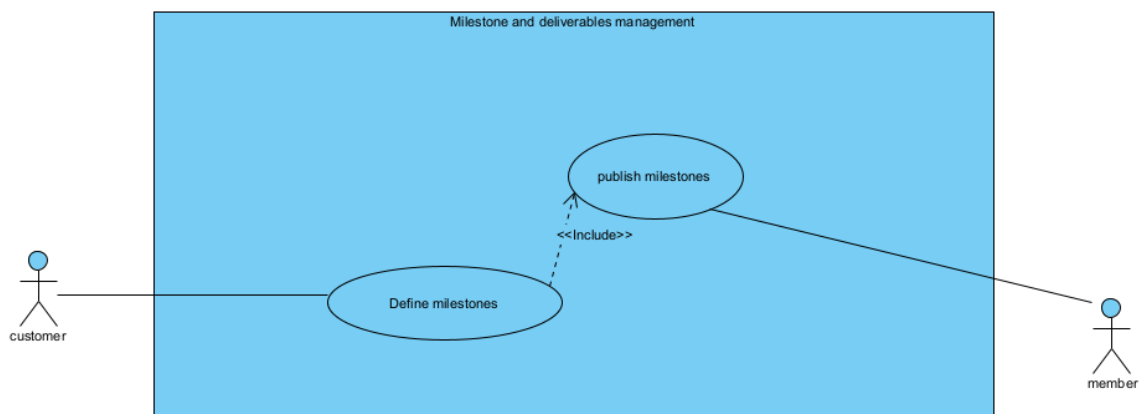 Milestone and deliverables management
publish milestones
<<Include>>
Define milestones
customer
member